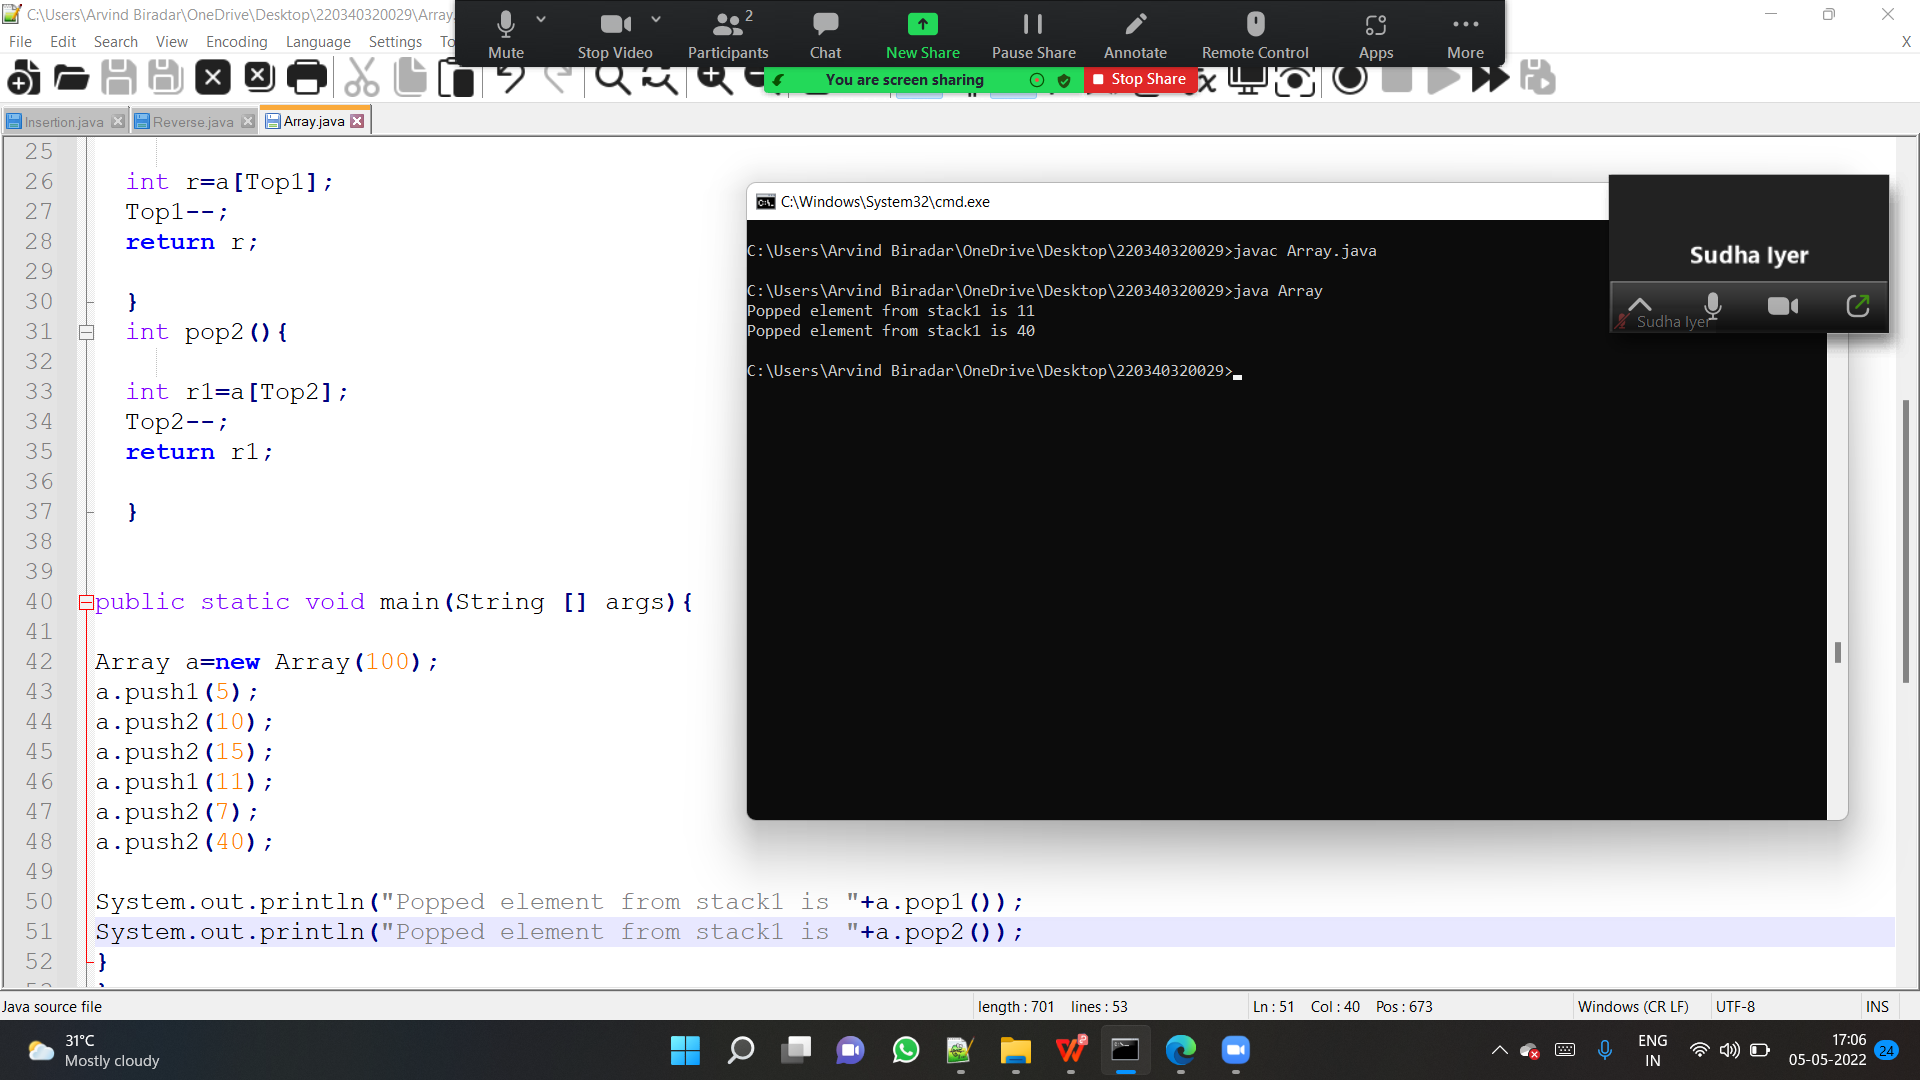 C:\Users\Arvind Biradar\OneDrive\Desktop\220340320029\Array.
File Edit Search View Encoding Language Settings To
X
Mute Stop Video Participants 2 Chat New Share Pause Share Annotate Remote Control Apps More
You are screen sharing Stop Share
Insertion.java Reverse.java Array.java
25
26 int r=a[Top1];
27 Top1--;
28 return r;
29
30 }
31 int pop2(){
32
33 int r1=a[Top2];
34 Top2--;
35 return r1;
36
37 }
38
39
40 public static void main(String [] args){
41
42 Array a=new Array(100);
43 a.push1(5);
44 a.push2(10);
45 a.push2(15);
46 a.push1(11);
47 a.push2(7);
48 a.push2(40);
49
50 System.out.println("Popped element from stack1 is "+a.pop1());
51 System.out.println("Popped element from stack1 is "+a.pop2());
52 }
C:\Windows\System32\cmd.exe
C:\Users\Arvind Biradar\OneDrive\Desktop\220340320029>javac Array.java
C:\Users\Arvind Biradar\OneDrive\Desktop\220340320029>java Array
Popped element from stack1 is 11
Popped element from stack1 is 40
C:\Users\Arvind Biradar\OneDrive\Desktop\220340320029>
Sudha Iyer
Sudha Iyer
Java source file length : 701 lines : 53 Ln : 51 Col : 40 Pos : 673 Windows (CR LF) UTF-8 INS
31°C
Mostly cloudy
ENG
IN
17:06
05-05-2022
24